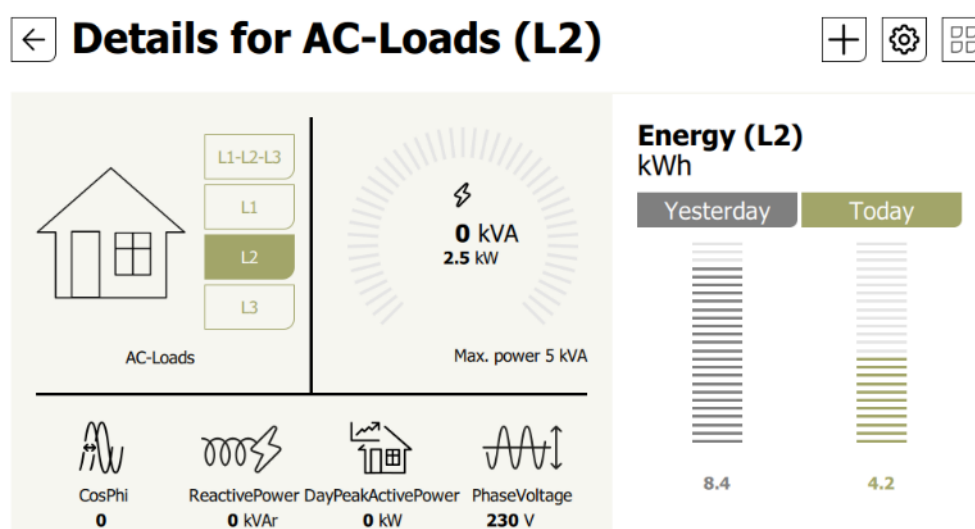 Details for AC-Loads (L2)
L1-L2-L3
L1
L2
L3
AC-Loads
0 kVA
2.5 kW
Max. power 5 kVA
CosPhi
0
ReactivePower
0 kVAr
DayPeakActivePower
0 kW
PhaseVoltage
230 V
Energy (L2)
kWh
Yesterday
Today
8.4
4.2